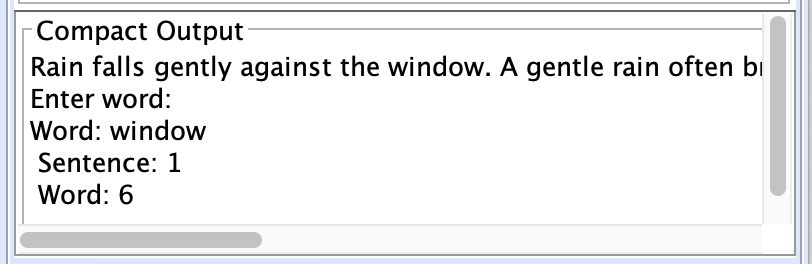 Compact Output
Rain falls gently against the window. A gentle rain often
Enter word:
Word: window
Sentence: 1
Word: 6